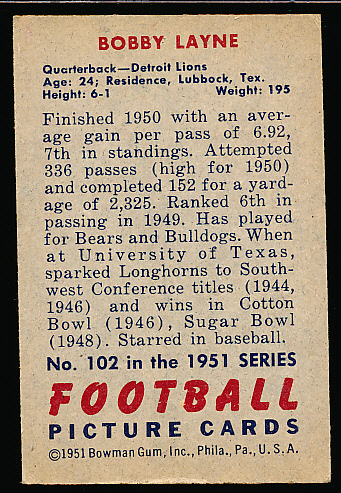 BOBBY LAYNE
Quarterback—Detroit Lions
Age: 24; Residence, Lubbock, Tex.
Height: 6-1 Weight: 195
Finished 1950 with an aver-
age gain per pass of 6.92,
7th in standings. Attempted
336 passes (high for 1950)
and completed 152 for a yard-
age of 2,325. Ranked 6th in
passing in 1949. Has played
for Bears and Bulldogs. When
at University of Texas,
sparked Longhorns to South-
west Conference titles (1944,
1946) and wins in Cotton
Bowl (1946), Sugar Bowl
(1948). Starred in baseball.
No. 102 in the 1951 SERIES
FOOTBALL
PICTURE CARDS
©1951 Bowman Gum, Inc., Phila., Pa., U.S.A.